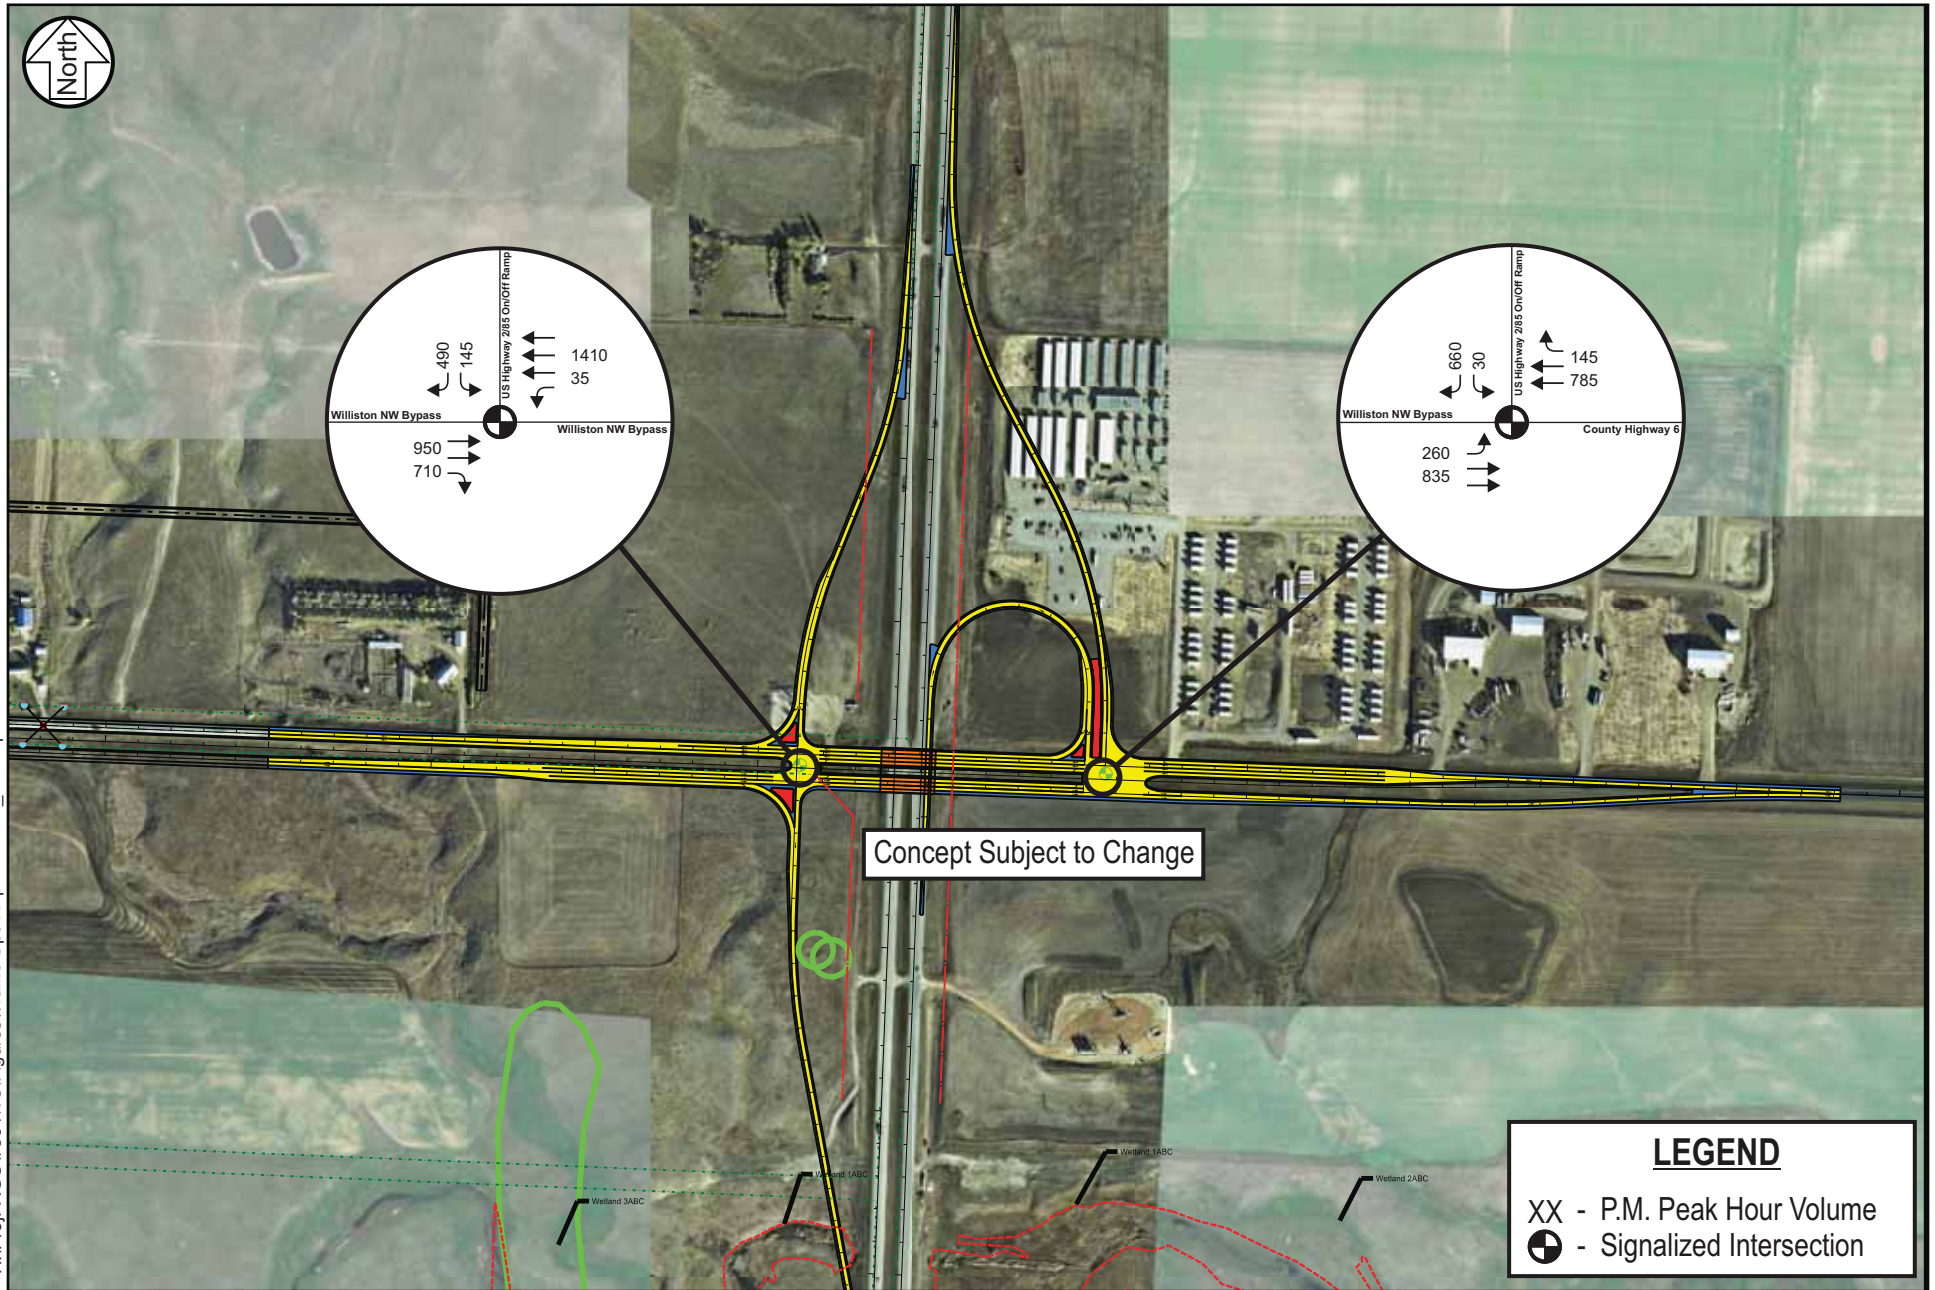 North
US Highway 2/85 On/Off Ramp
490
145
1410
35
Williston NW Bypass
Williston NW Bypass
950
710
US Highway 2/85 On/Off Ramp
660
30
145
785
Williston NW Bypass
County Highway 6
260
835
Concept Subject to Change
Wetland 3ABC
Wetland 1ABC
Wetland 1ABC
Wetland 2ABC
LEGEND
XX - P.M. Peak Hour Volume
- Signalized Intersection